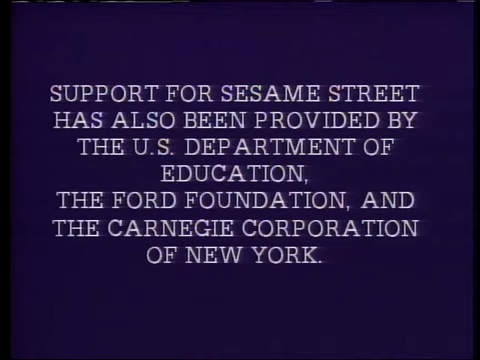 SUPPORT FOR SESAME STREET
HAS ALSO BEEN PROVIDED BY
THE U.S. DEPARTMENT OF
EDUCATION,
THE FORD FOUNDATION, AND
THE CARNEGIE CORPORATION
OF NEW YORK.